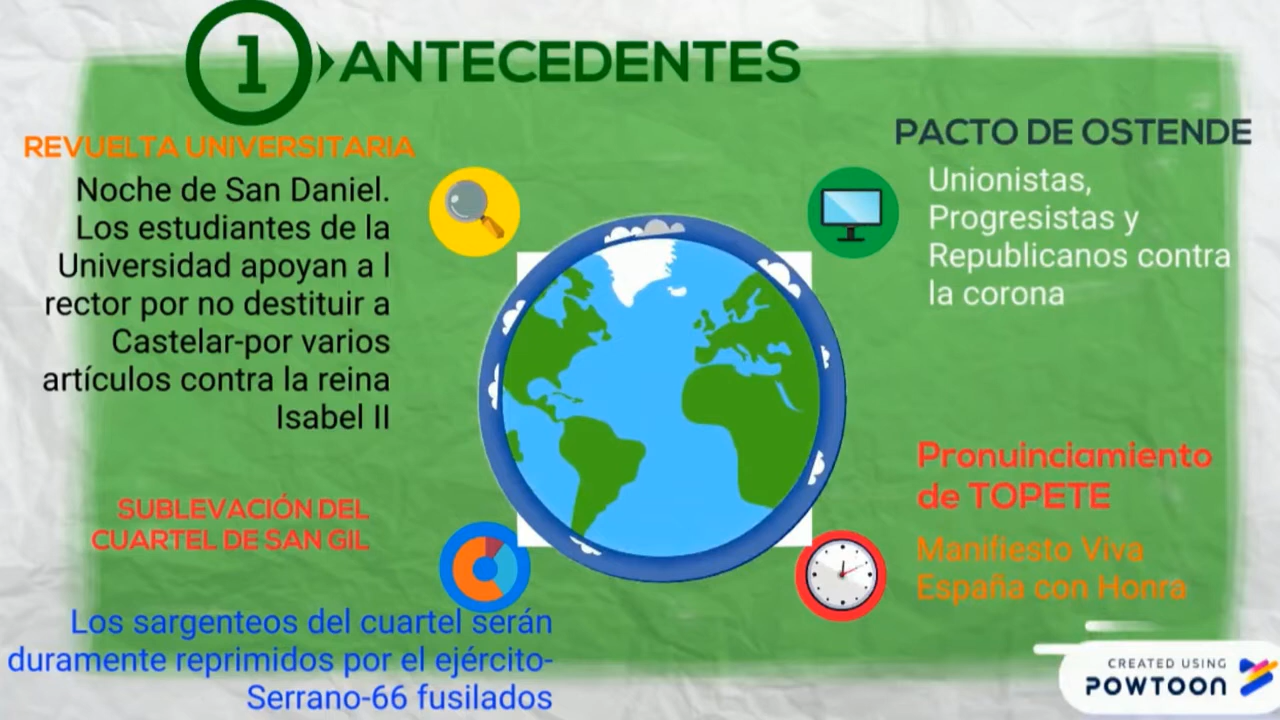 1 ANTECEDENTES
REVUELTA UNIVERSITARIA
Noche de San Daniel.
Los estudiantes de la
Universidad apoyan a l
rector por no destituir a
Castelar-por varios
artículos contra la reina
Isabel II
PACTO DE OSTENDE
Unionistas,
Progresistas y
Republicanos contra
la corona
SUBLEVACIÓN DEL
CUARTEL DE SAN GIL
Los sargenteos del cuartel serán
duramente reprimidos por el ejército-
Serrano-66 fusilados
Pronuinciamiento
de TOPETE
Manifiesto Viva
España con Honra
CREATED USING
POWTOON